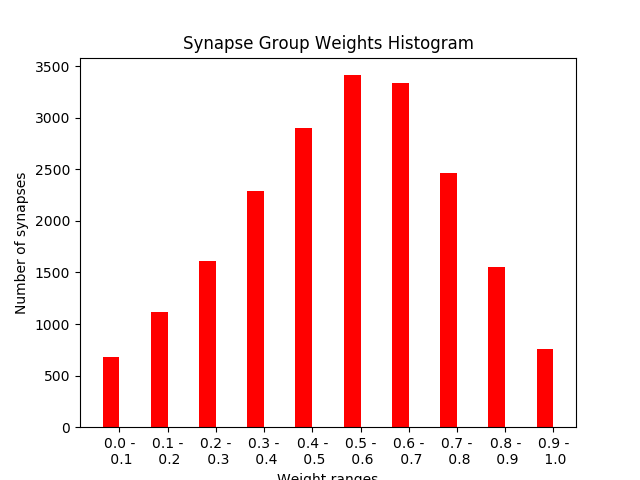 Synapse Group Weights Histogram
Number of synapses
3500
3000
2500
2000
1500
1000
500
0
0.0 - 0.1 - 0.2 - 0.3 - 0.4 - 0.5 - 0.6 - 0.7 - 0.8 - 0.9 -
0.1 0.2 0.3 0.4 0.5 0.6 0.7 0.8 0.9 1.0
Weight ranges